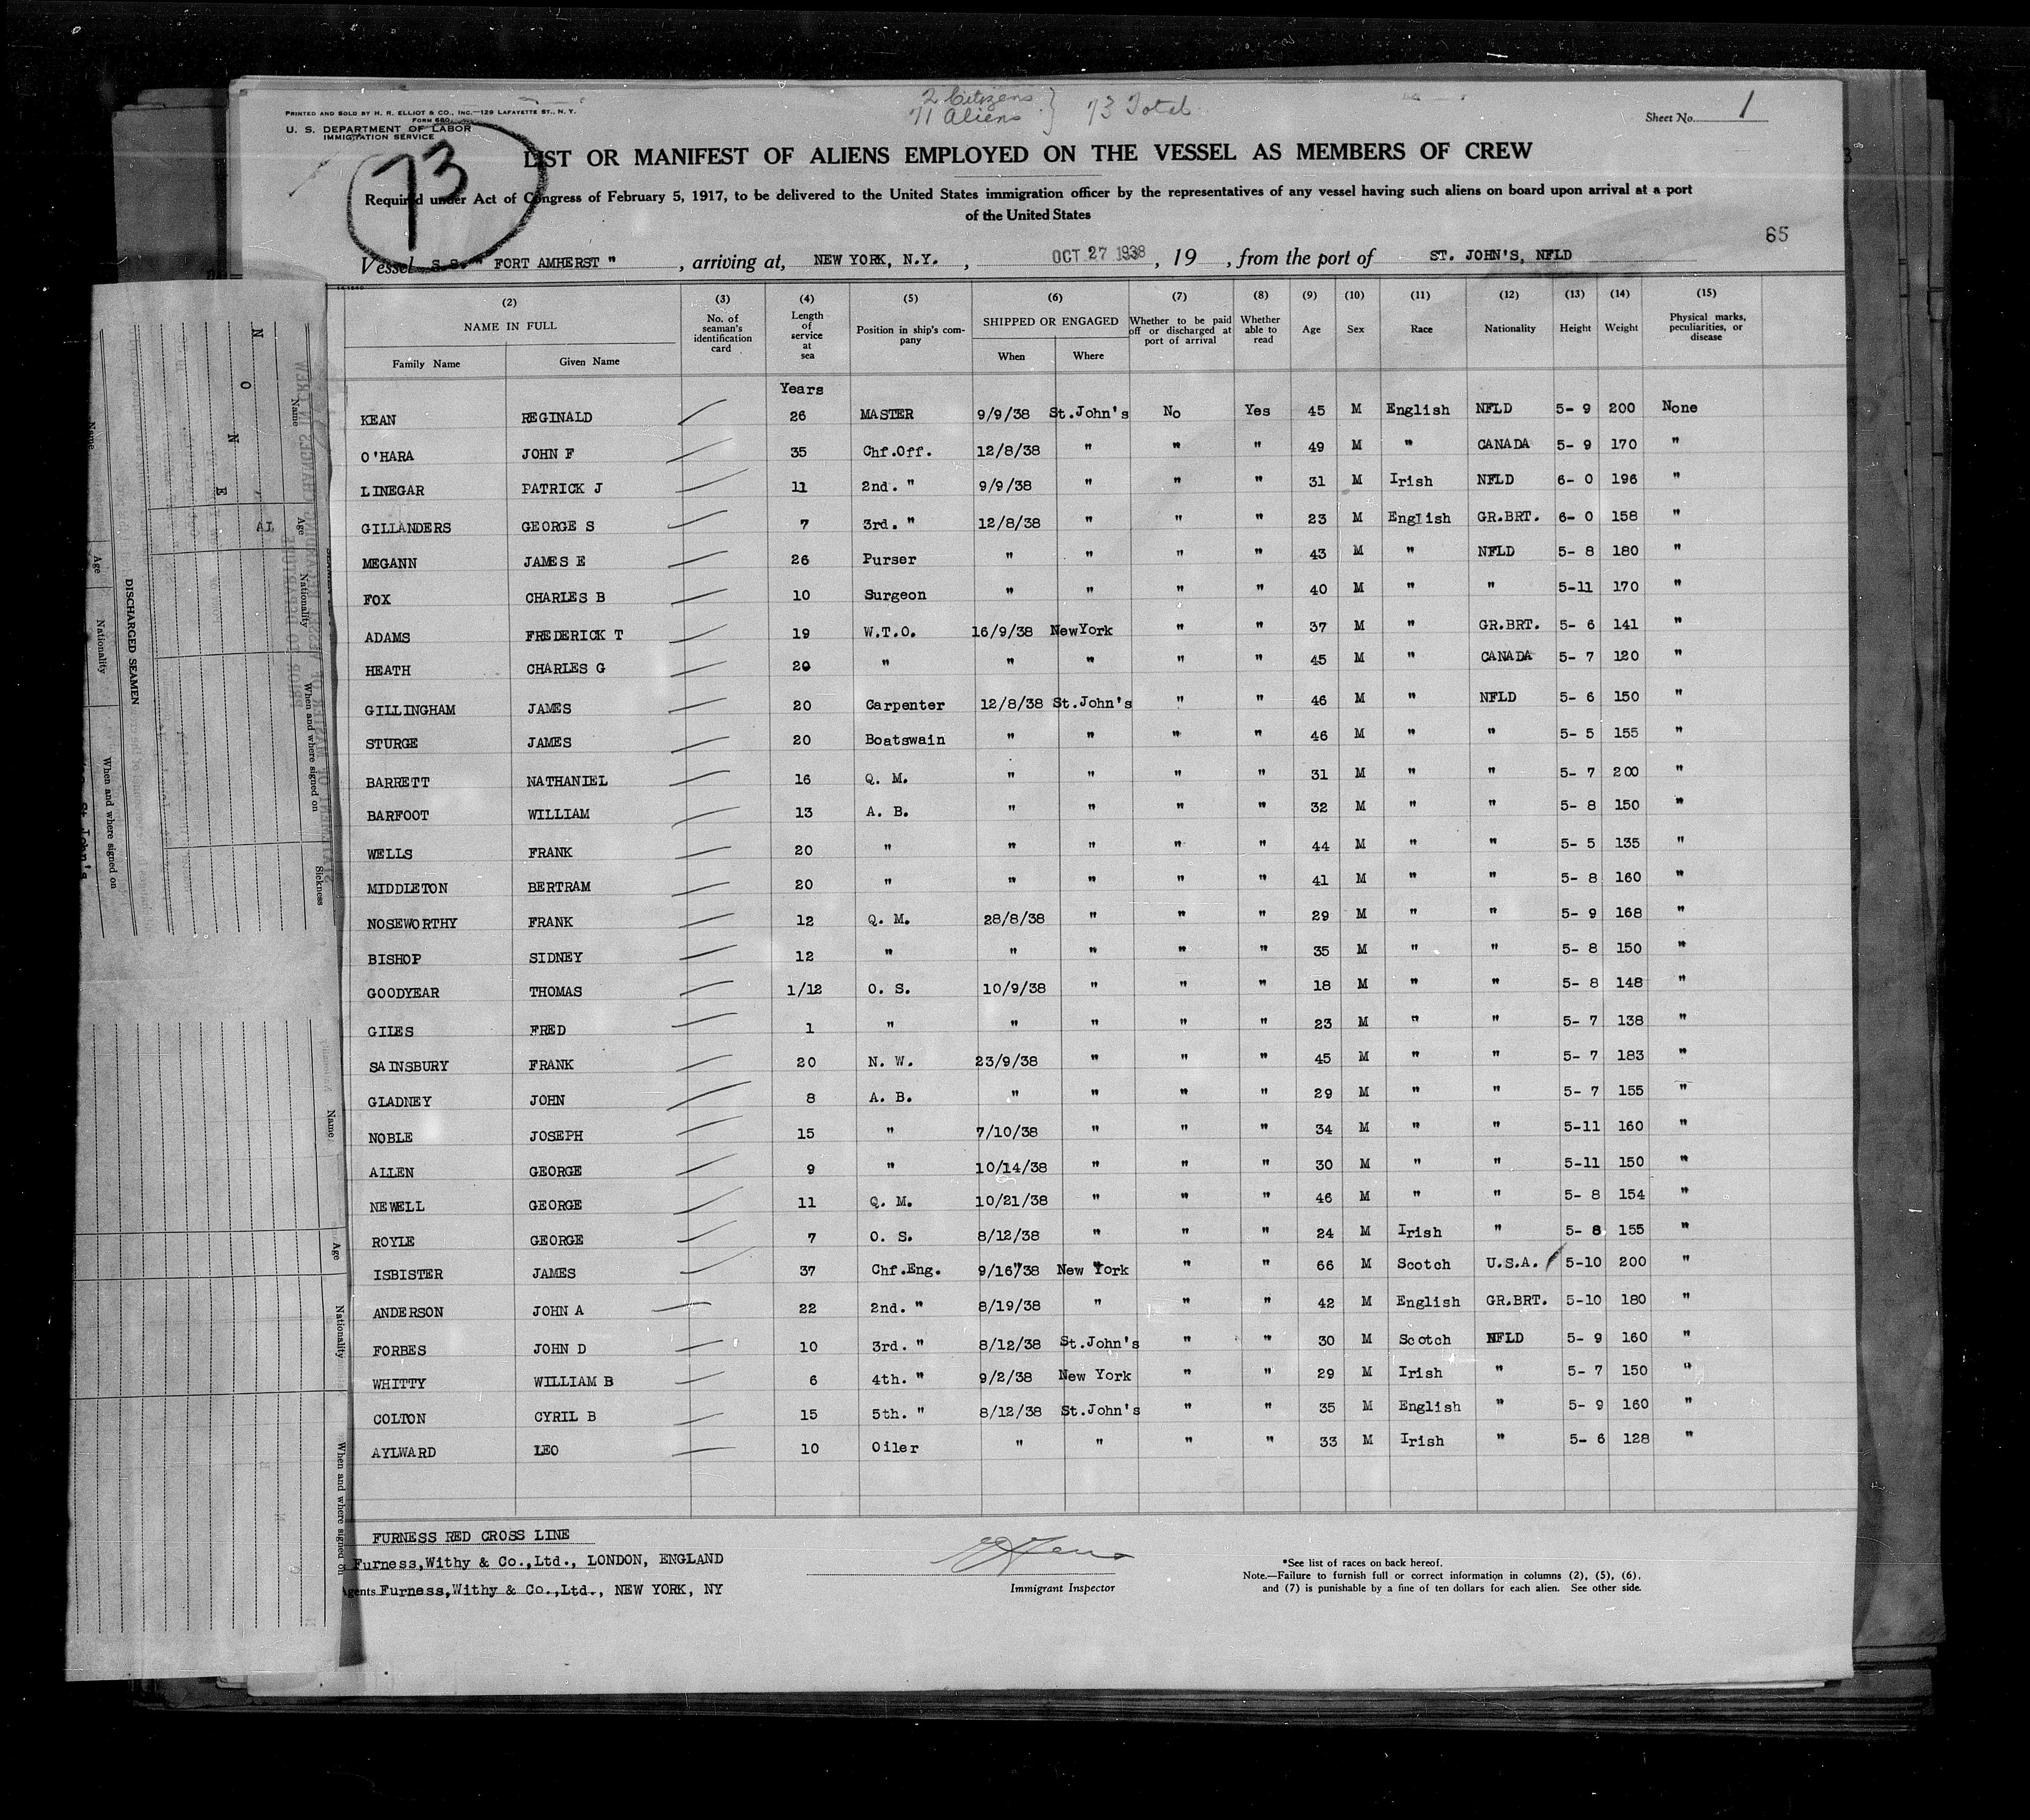 2 Citizens
71 Aliens } 73 Total
PRINTED AND SOLD BY H. R. ELLIOT & CO., INC.—129 LAFAYETTE ST., N. Y.
FORM 680
U. S. DEPARTMENT OF LABOR
IMMIGRATION SERVICE
Sheet No. 1
73
LIST OR MANIFEST OF ALIENS EMPLOYED ON THE VESSEL AS MEMBERS OF CREW
Required under Act of Congress of February 5, 1917, to be delivered to the United States immigration officer by the representatives of any vessel having such aliens on board upon arrival at a port
of the United States
65
Vessel S.S. " FORT AMHERST ", arriving at, NEW YORK, N.Y., OCT 27 1938, 19 , from the port of ST. JOHN'S, NFLD
(2) (3) (4) (5) (6) (7) (8) (9) (10) (11) (12) (13) (14) (15)
NAME IN FULL No. of seaman's identification card Length of service at sea Position in ship's company SHIPPED OR ENGAGED Whether to be paid off or discharged at port of arrival Whether able to read Age Sex Race Nationality Height Weight Physical marks, peculiarities, or disease
Family Name Given Name When Where
Years
KEAN REGINALD 26 MASTER 9/9/38 St.John's No Yes 45 M English NFLD 5- 9 200 None
O'HARA JOHN F 35 Chf.Off. 12/8/38 " " " 49 M " CANADA 5- 9 170 "
LINEGAR PATRICK J 11 2nd. " 9/9/38 " " " 31 M Irish NFLD 6- 0 196 "
GILLANDERS GEORGE S 7 3rd. " 12/8/38 " " " 23 M English GR.BRT. 6- 0 158 "
MEGANN JAMES E 26 Purser " " " " 43 M " NFLD 5- 8 180 "
FOX CHARLES B 10 Surgeon " " " " 40 M " " 5-11 170 "
ADAMS FREDERICK T 19 W.T.O. 16/9/38 NewYork " " 37 M " GR.BRT. 5- 6 141 "
HEATH CHARLES G 20 " " " " " 45 M " CANADA 5- 7 120 "
GILLINGHAM JAMES 20 Carpenter 12/8/38 St.John's " " 46 M " NFLD 5- 6 150 "
STURGE JAMES 20 Boatswain " " " " 46 M " " 5- 5 155 "
BARRETT NATHANIEL 16 Q. M. " " " " 31 M " " 5- 7 200 "
BARFOOT WILLIAM 13 A. B. " " " " 32 M " " 5- 8 150 "
WELLS FRANK 20 " " " " " 44 M " " 5- 5 135 "
MIDDLETON BERTRAM 20 " " " " " 41 M " " 5- 8 160 "
NOSEWORTHY FRANK 12 Q. M. 28/8/38 " " " 29 M " " 5- 9 168 "
BISHOP SIDNEY 12 " " " " " 35 M " " 5- 8 150 "
GOODYEAR THOMAS 1/12 O. S. 10/9/38 " " " 18 M " " 5- 8 148 "
GILES FRED 1 " " " " " 23 M " " 5- 7 138 "
SAINSBURY FRANK 20 N. W. 23/9/38 " " " 45 M " " 5- 7 183 "
GLADNEY JOHN 8 A. B. " " " " 29 M " " 5- 7 155 "
NOBLE JOSEPH 15 " 7/10/38 " " " 34 M " " 5-11 160 "
ALLEN GEORGE 9 " 10/14/38 " " " 30 M " " 5-11 150 "
NEWELL GEORGE 11 Q. M. 10/21/38 " " " 46 M " " 5- 8 154 "
ROYLE GEORGE 7 O. S. 8/12/38 " " " 24 M Irish " 5- 8 155 "
ISBISTER JAMES 37 Chf.Eng. 9/16/38 New York " " 66 M Scotch U.S.A. 5-10 200 "
ANDERSON JOHN A 22 2nd. " 8/19/38 " " " 42 M English GR.BRT. 5-10 180 "
FORBES JOHN D 10 3rd. " 8/12/38 St.John's " " 30 M Scotch NFLD 5- 9 160 "
WHITTY WILLIAM B 6 4th. " 9/2/38 New York " " 29 M Irish " 5- 7 150 "
COLTON CYRIL B 15 5th. " 8/12/38 St.John's " " 35 M English " 5- 9 160 "
AYLWARD LEO 10 Oiler " " " " 33 M Irish " 5- 6 128 "
FURNESS RED CROSS LINE
Furness,Withy & Co.,Ltd., LONDON, ENGLAND
Agents Furness,Withy & Co.,Ltd., NEW YORK, NY
Immigrant Inspector
*See list of races on back hereof.
Note.—Failure to furnish full or correct information in columns (2), (5), (6),
and (7) is punishable by a fine of ten dollars for each alien. See other side.
N O N E
Name
Age
Nationality
When and where signed on
Sickness
DISCHARGED SEAMEN
Name
Age
Nationality
When and where signed on
St.John's
Name
Age
Nationality
When and where signed on